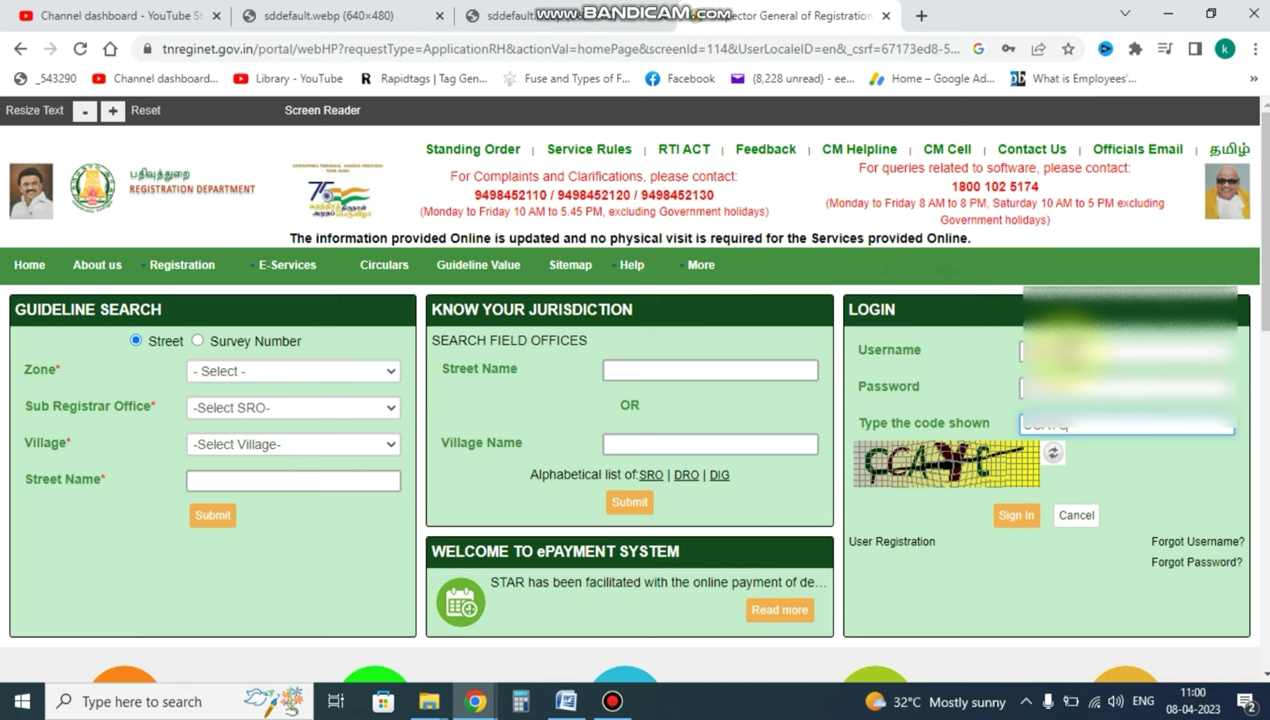 Channel dashboard - YouTube St
sddefault.webp (640×480)
sddefault
www.BANDICAM.com
ector General of Registration
tnreginet.gov.in/portal/webHP?requestType=ApplicationRH&actionVal=homePage&screenId=114&UserLocaleID=en&_csrf=67173ed8-5...
_543290
Channel dashboard...
Library - YouTube
Rapidtags | Tag Gen...
Fuse and Types of F...
Facebook
(8,228 unread) - ee...
Home – Google Ad...
What is Employees'...
Resize Text - + Reset
Screen Reader
Standing Order | Service Rules | RTI ACT | Feedback | CM Helpline | CM Cell | Contact Us | Officials Email | தமிழ்
பதிவுத்துறை
REGISTRATION DEPARTMENT
For Complaints and Clarifications, please contact:
9498452110 / 9498452120 / 9498452130
(Monday to Friday 10 AM to 5.45 PM, excluding Government holidays)
For queries related to software, please contact:
1800 102 5174
(Monday to Friday 8 AM to 8 PM, Saturday 10 AM to 5 PM excluding
Government holidays)
The information provided Online is updated and no physical visit is required for the Services provided Online.
Home About us Registration E-Services Circulars Guideline Value Sitemap Help More
GUIDELINE SEARCH
Street Survey Number
Zone* - Select -
Sub Registrar Office* -Select SRO-
Village* -Select Village-
Street Name*
Submit
KNOW YOUR JURISDICTION
SEARCH FIELD OFFICES
Street Name
OR
Village Name
Alphabetical list of:SRO | DRO | DIG
Submit
WELCOME TO ePAYMENT SYSTEM
STAR has been facilitated with the online payment of de...
Read more
LOGIN
Username
Password
Type the code shown
Sign In Cancel
User Registration
Forgot Username?
Forgot Password?
Type here to search
32°C Mostly sunny
ENG
11:00
08-04-2023
2